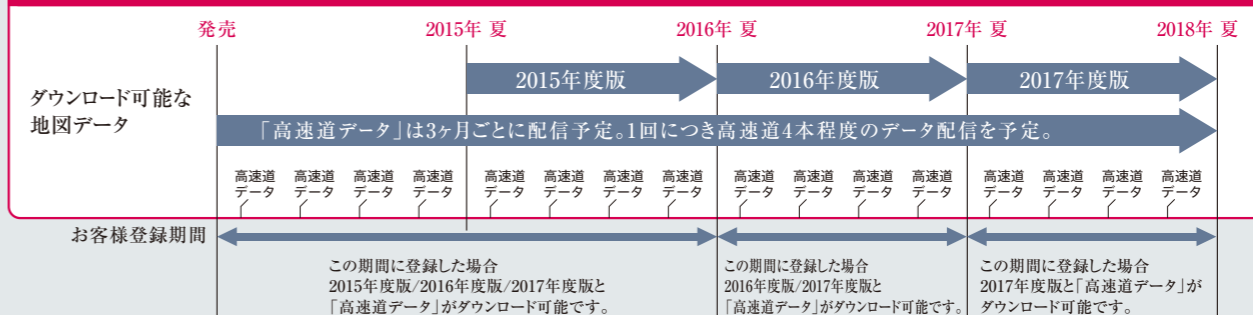 発売 2015年 夏 2016年 夏 2017年 夏 2018年 夏
2015年度版 2016年度版 2017年度版
ダウンロード可能な
地図データ
「高速道データ」は3ヶ月ごとに配信予定。1回につき高速道4本程度のデータ配信を予定。
高速道 高速道 高速道 高速道 高速道 高速道 高速道 高速道 高速道 高速道 高速道 高速道 高速道 高速道 高速道 高速道
データ データ データ データ データ データ データ データ データ データ データ データ データ データ データ データ
お客様登録期間
この期間に登録した場合
2015年度版/2016年度版/2017年度版と
「高速道データ」がダウンロード可能です。
この期間に登録した場合
2016年度版/2017年度版と
「高速道データ」がダウンロード可能です。
この期間に登録した場合
2017年度版と「高速道データ」が
ダウンロード可能です。